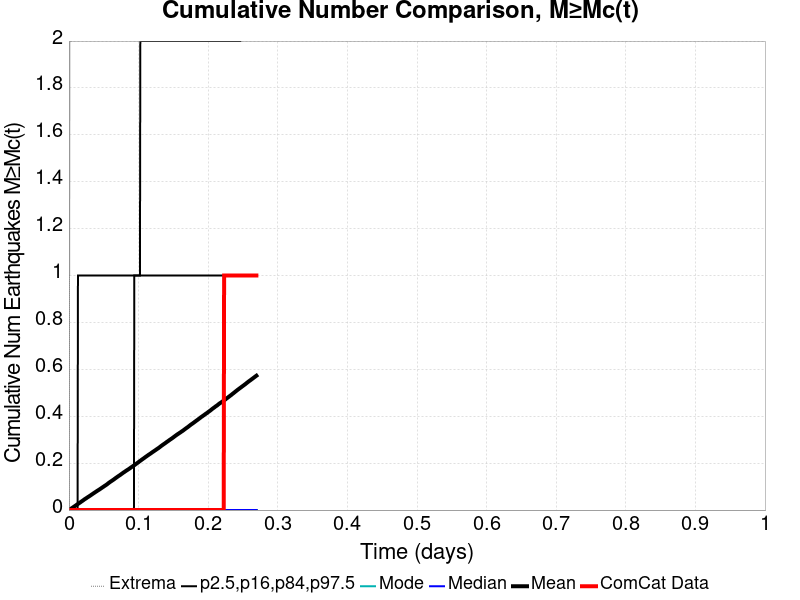 Cumulative Number Comparison, M≥Mc(t)
Cumulative Num Earthquakes M≥Mc(t)
2
1.8
1.6
1.4
1.2
1
0.8
0.6
0.4
0.2
0
0 0.1 0.2 0.3 0.4 0.5 0.6 0.7 0.8 0.9 1
Time (days)
Extrema p2.5,p16,p84,p97.5 Mode Median Mean ComCat Data